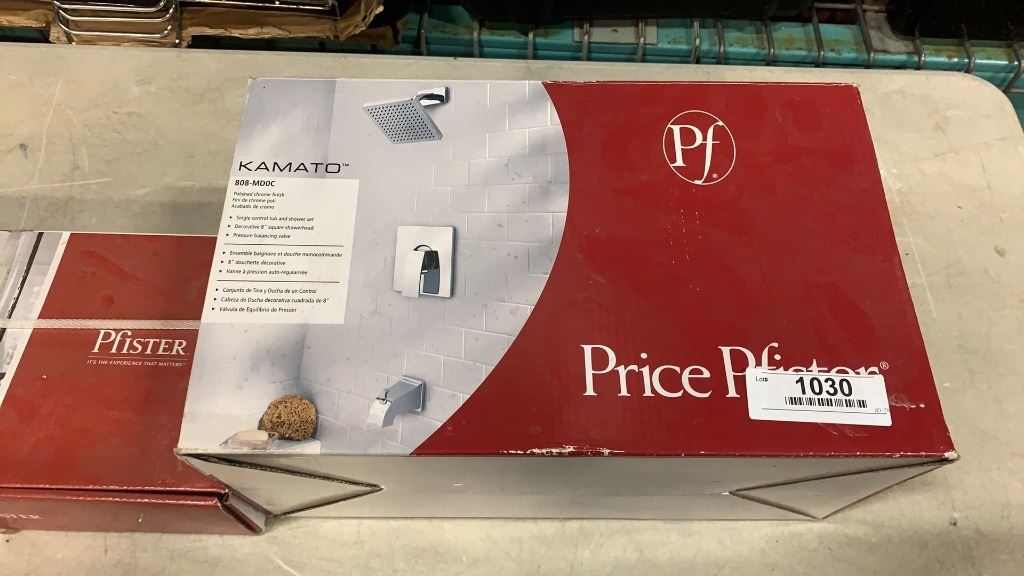 KAMATO™
808-MD0C
Polished chrome finish
Fini de chrome poli
Acabado de cromo
Single control tub and shower set
Decorative 8" square showerhead
Pressure balancing valve
Ensemble baignoire et douche monocommande
8" douchette décorative
Vanne à pression auto-régularisée
Conjunto de Tina y Ducha de un Control
Cabeza de Ducha decorativa cuadrada de 8"
Válvula de Equilibrio de Presión
Pf®
Price Pfister®
Lot#
1030
PFISTER
IT'S THE EXPERIENCE THAT MATTERS™
STER